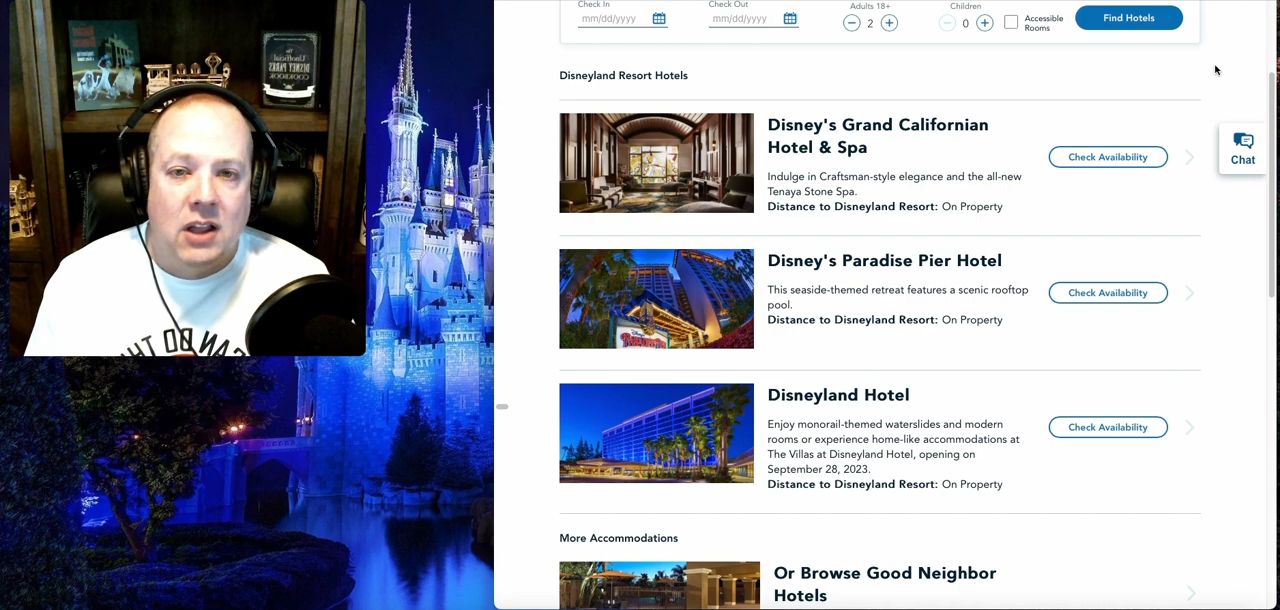 Check In
Check Out
Adults 18+
Children
mm/dd/yyyy
mm/dd/yyyy
2
0
Accessible
Rooms
Find Hotels
Disneyland Resort Hotels
Disney's Grand Californian
Hotel & Spa
Indulge in Craftsman-style elegance and the all-new
Tenaya Stone Spa.
Distance to Disneyland Resort: On Property
Check Availability
Chat
Disney's Paradise Pier Hotel
This seaside-themed retreat features a scenic rooftop
pool.
Distance to Disneyland Resort: On Property
Check Availability
Disneyland Hotel
Enjoy monorail-themed waterslides and modern
rooms or experience home-like accommodations at
The Villas at Disneyland Hotel, opening on
September 28, 2023.
Distance to Disneyland Resort: On Property
Check Availability
More Accommodations
Or Browse Good Neighbor
Hotels
Unofficial
DISNEY PARKS
COOKBOOK